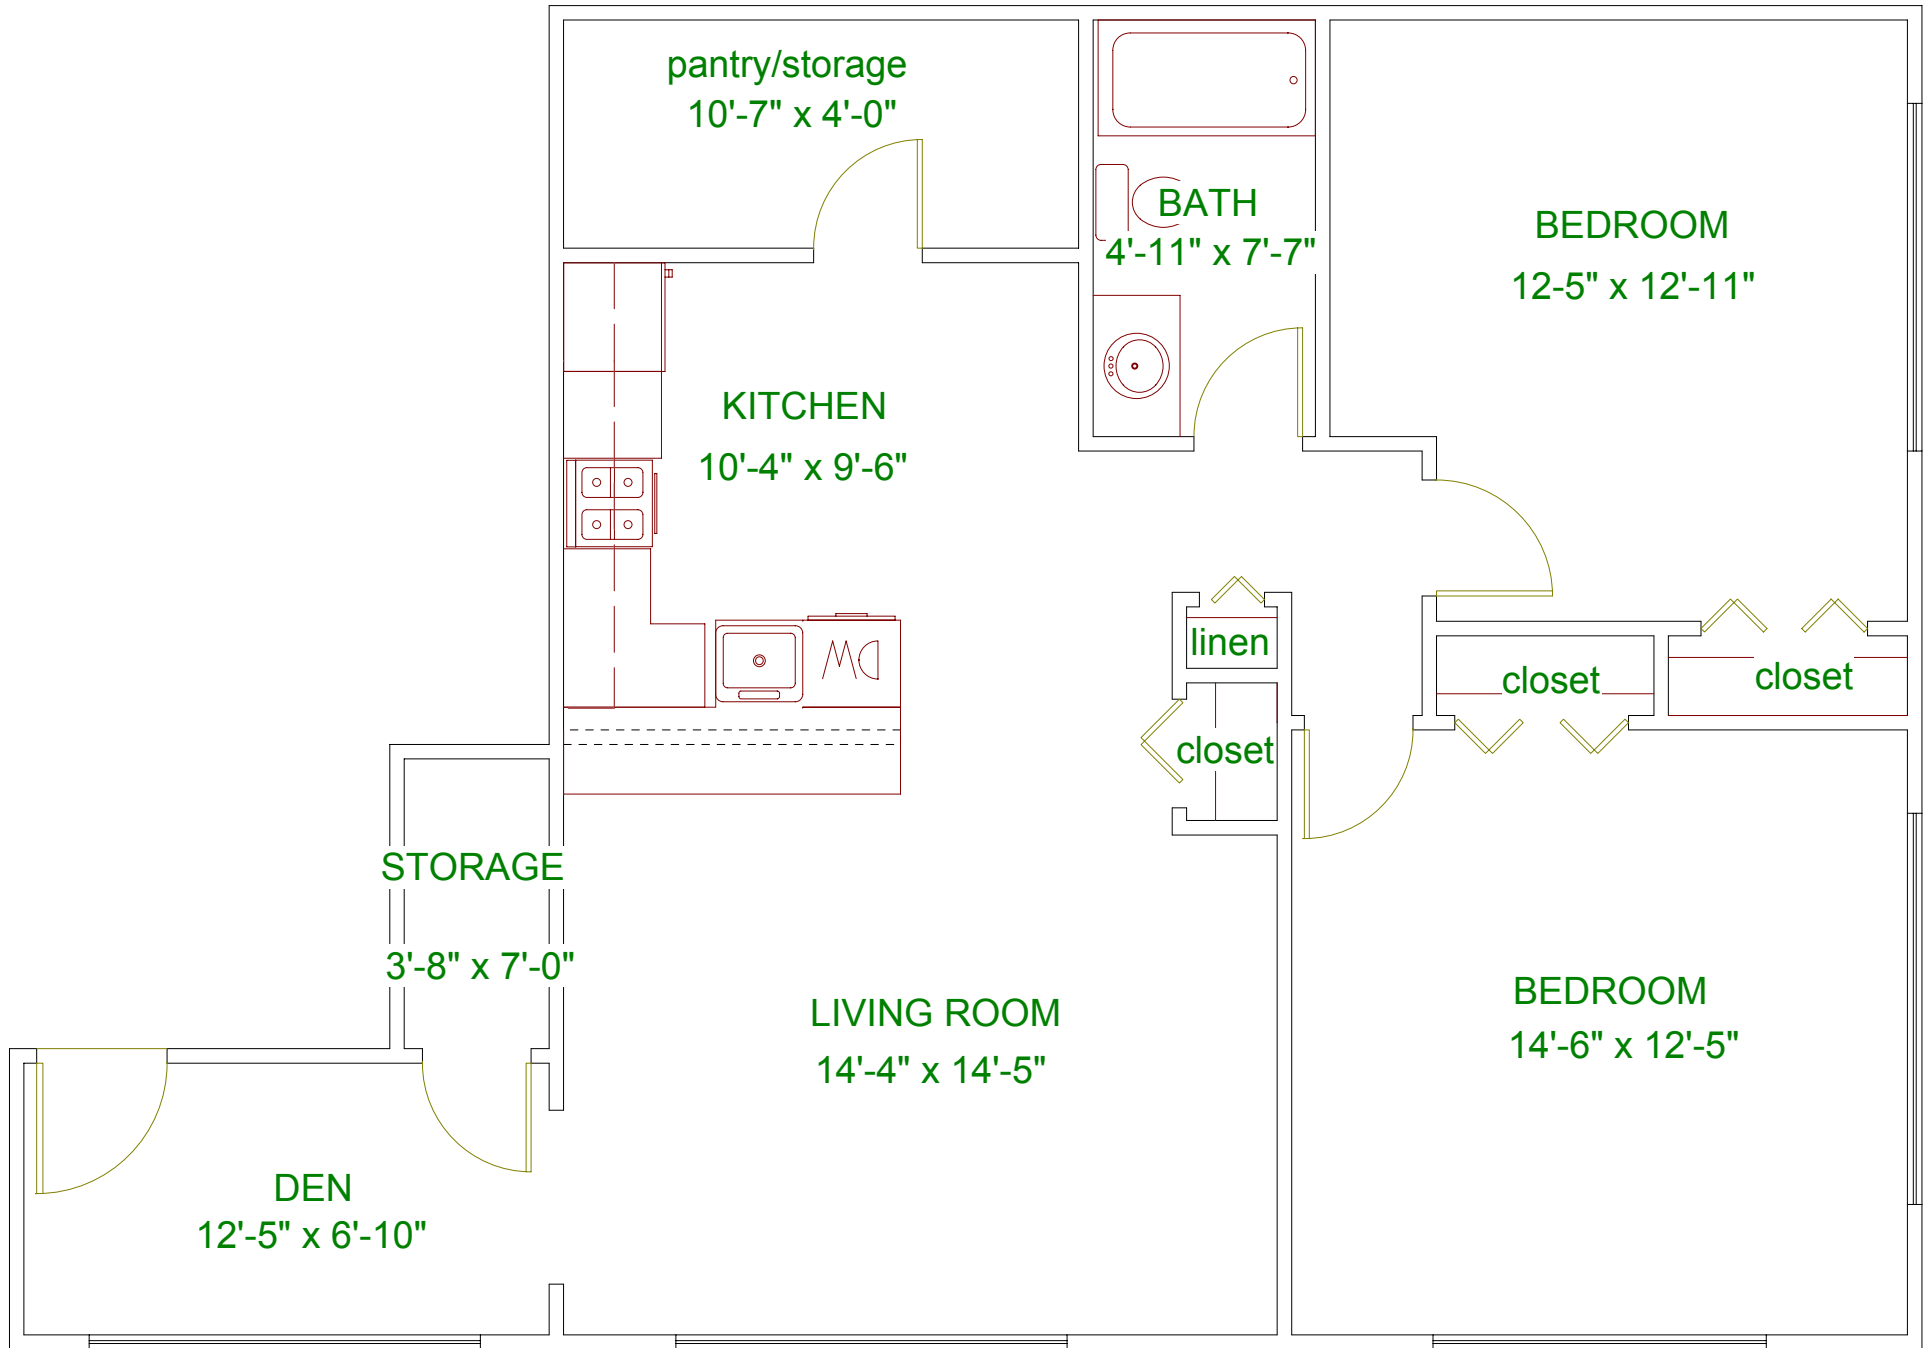 pantry/storage
10'-7" x 4'-0"
BATH
4'-11" x 7'-7"
BEDROOM
12-5" x 12'-11"
KITCHEN
10'-4" x 9'-6"
linen
closet
closet
closet
DW
STORAGE
3'-8" x 7'-0"
LIVING ROOM
14'-4" x 14'-5"
BEDROOM
14'-6" x 12'-5"
DEN
12'-5" x 6'-10"